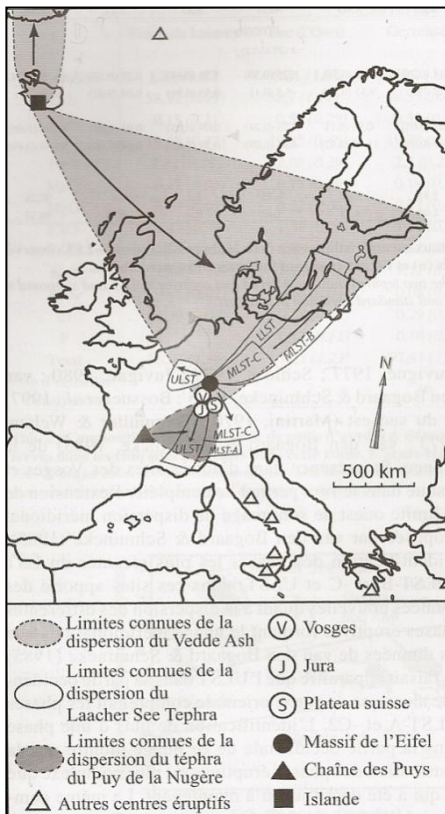 LLST
MLST-C
MLST-B
ULST
V
J S
N
MLST-C
ULST
MLST-A
500 km
Limites connues de la
dispersion du Vedde Ash
Limites connues de la
dispersion du
Laacher See Tephra
Limites connues de la
dispersion du téphra
du Puy de la Nugère
Autres centres éruptifs
V Vosges
J Jura
S Plateau suisse
Massif de l'Eifel
Chaîne des Puys
Islande